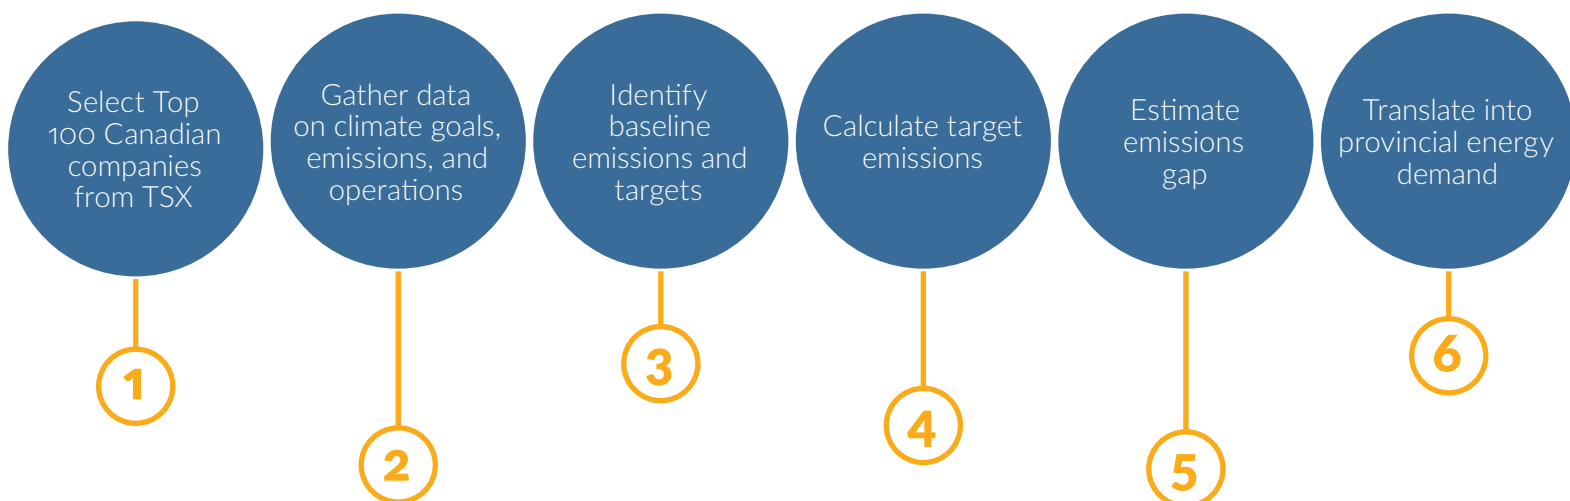 Select Top
100 Canadian
companies
from TSX
1
Gather data
on climate goals,
emissions, and
operations
2
Identify
baseline
emissions and
targets
3
Calculate target
emissions
4
Estimate
emissions
gap
5
Translate into
provincial energy
demand
6